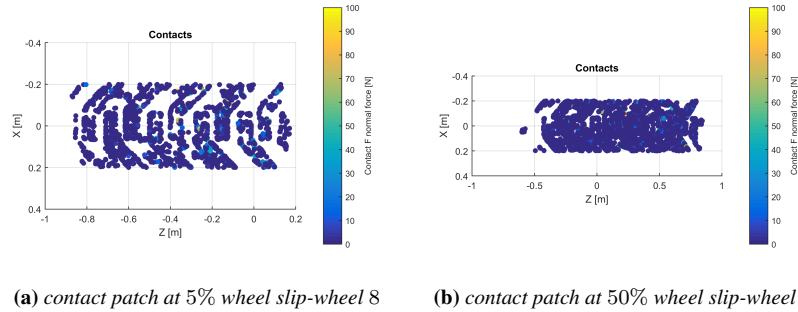 Contacts
-0.4
-0.2
0
0.2
0.4
X [m]
-1 -0.8 -0.6 -0.4 -0.2 0 0.2
Z [m]
100
90
80
70
60
50
40
30
20
10
0
Contact F normal force [N]
Contacts
-0.4
-0.2
0
0.2
0.4
X [m]
-1 -0.5 0 0.5 1
Z [m]
100
90
80
70
60
50
40
30
20
10
0
Contact F normal force [N]
(a) contact patch at 5% wheel slip-wheel 8
(b) contact patch at 50% wheel slip-wheel